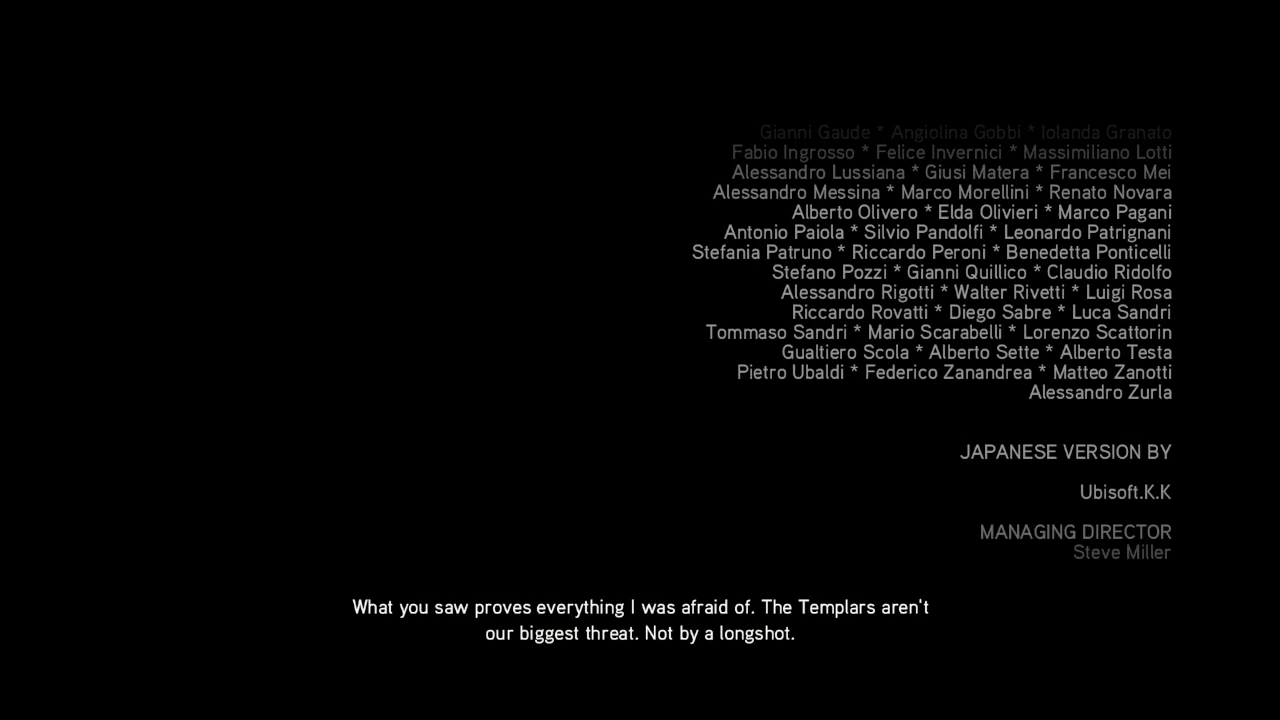 Gianni Gaude * Angiolina Gobbi * Iolanda Granato
Fabio Ingrosso * Felice Invernici * Massimiliano Lotti
Alessandro Lussiana * Giusi Matera * Francesco Mei
Alessandro Messina * Marco Morellini * Renato Novara
Alberto Olivero * Elda Olivieri * Marco Pagani
Antonio Paiola * Silvio Pandolfi * Leonardo Patrignani
Stefania Patruno * Riccardo Peroni * Benedetta Ponticelli
Stefano Pozzi * Gianni Quillico * Claudio Ridolfo
Alessandro Rigotti * Walter Rivetti * Luigi Rosa
Riccardo Rovatti * Diego Sabre * Luca Sandri
Tommaso Sandri * Mario Scarabelli * Lorenzo Scattorin
Gualtiero Scola * Alberto Sette * Alberto Testa
Pietro Ubaldi * Federico Zanandrea * Matteo Zanotti
Alessandro Zurla
JAPANESE VERSION BY
Ubisoft.K.K
MANAGING DIRECTOR
Steve Miller
What you saw proves everything I was afraid of. The Templars aren't
our biggest threat. Not by a longshot.